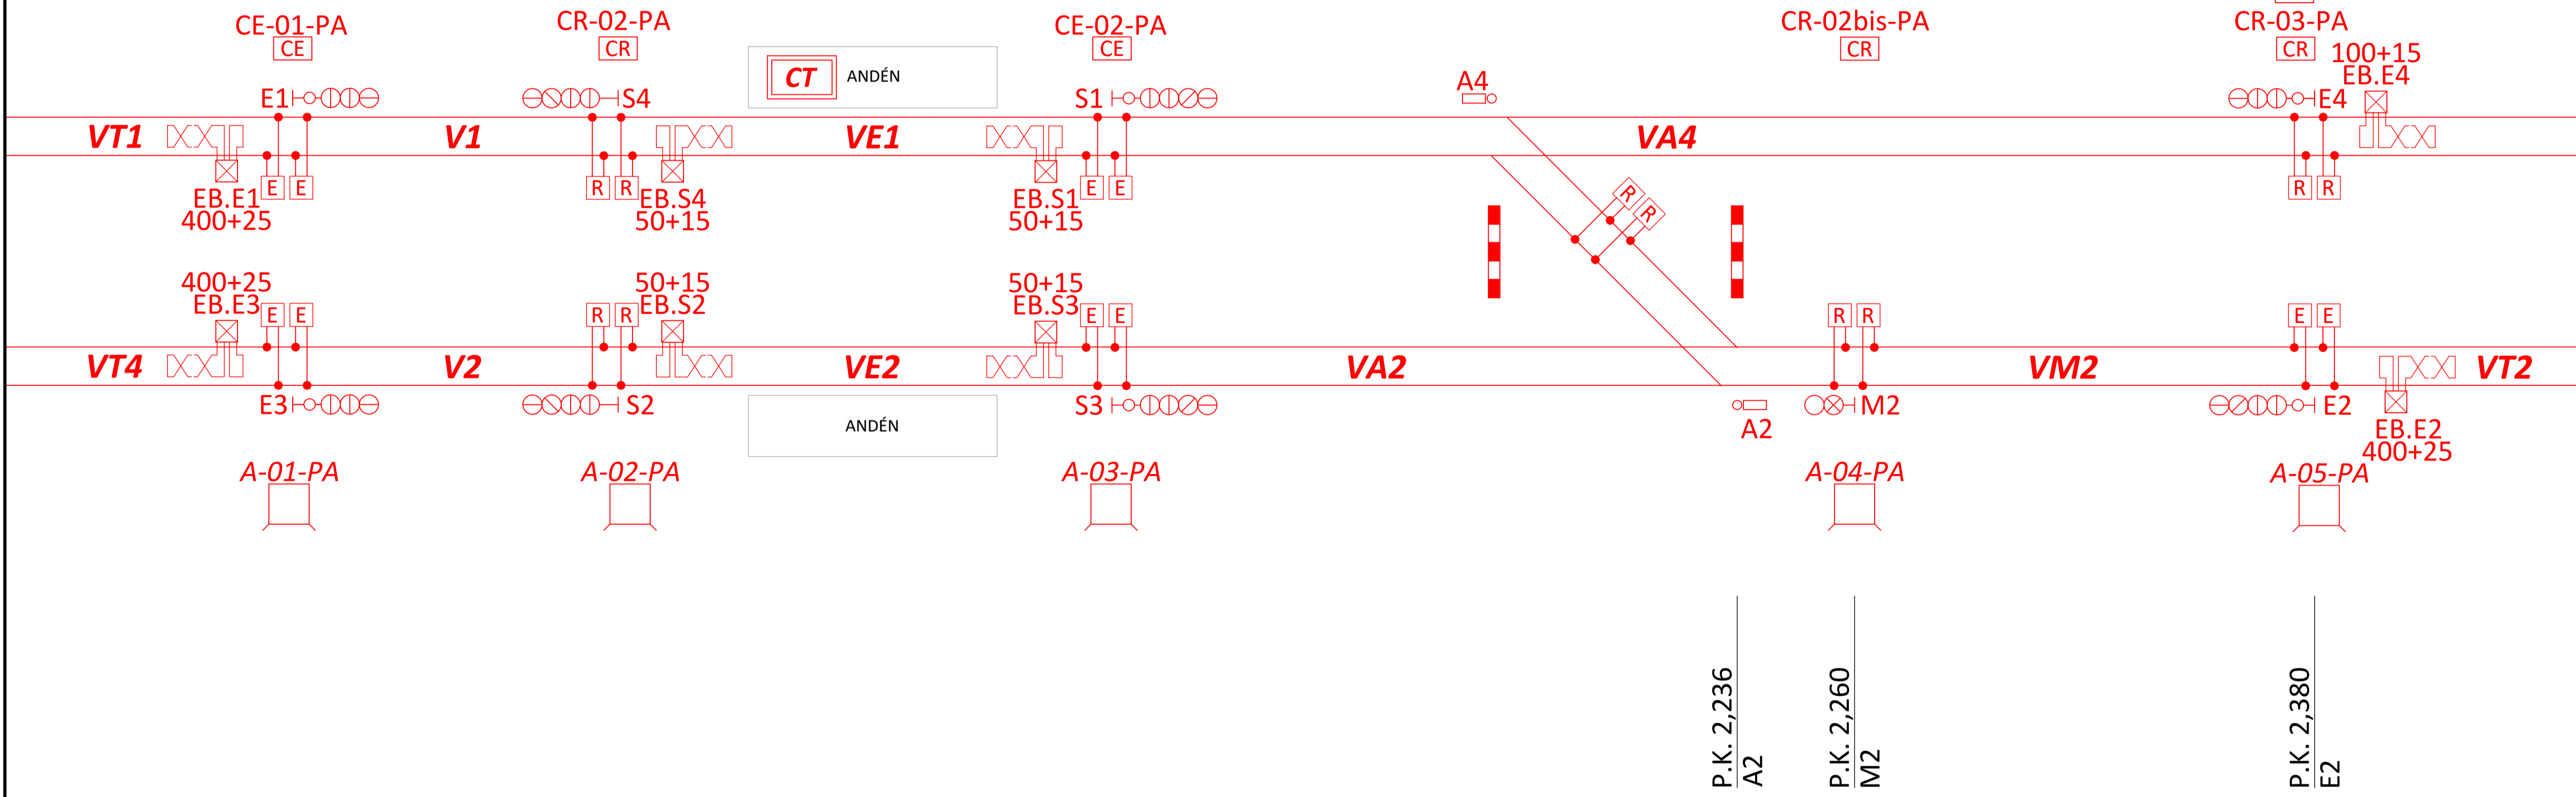 CE-01-PA
CE
CR-02-PA
CR
CE-02-PA
CE
CR-02bis-PA
CR
CR-03-PA
CR
100+15
EB.E4
CT ANDÉN
E1
S4
S1
A4
E4
VT1
V1
VE1
VA4
EB.E1
400+25
E E
R R
EB.S4
50+15
EB.S1
50+15
E E
R
R
R R
400+25
EB.E3
E E
R R
50+15
EB.S2
50+15
EB.S3
E E
R R
E E
VT4
V2
VE2
VA2
VM2
VT2
E3
S2
S3
A2
M2
E2
EB.E2
400+25
ANDÉN
A-01-PA
A-02-PA
A-03-PA
A-04-PA
A-05-PA
P.K. 2,236
A2
P.K. 2,260
M2
P.K. 2,380
E2